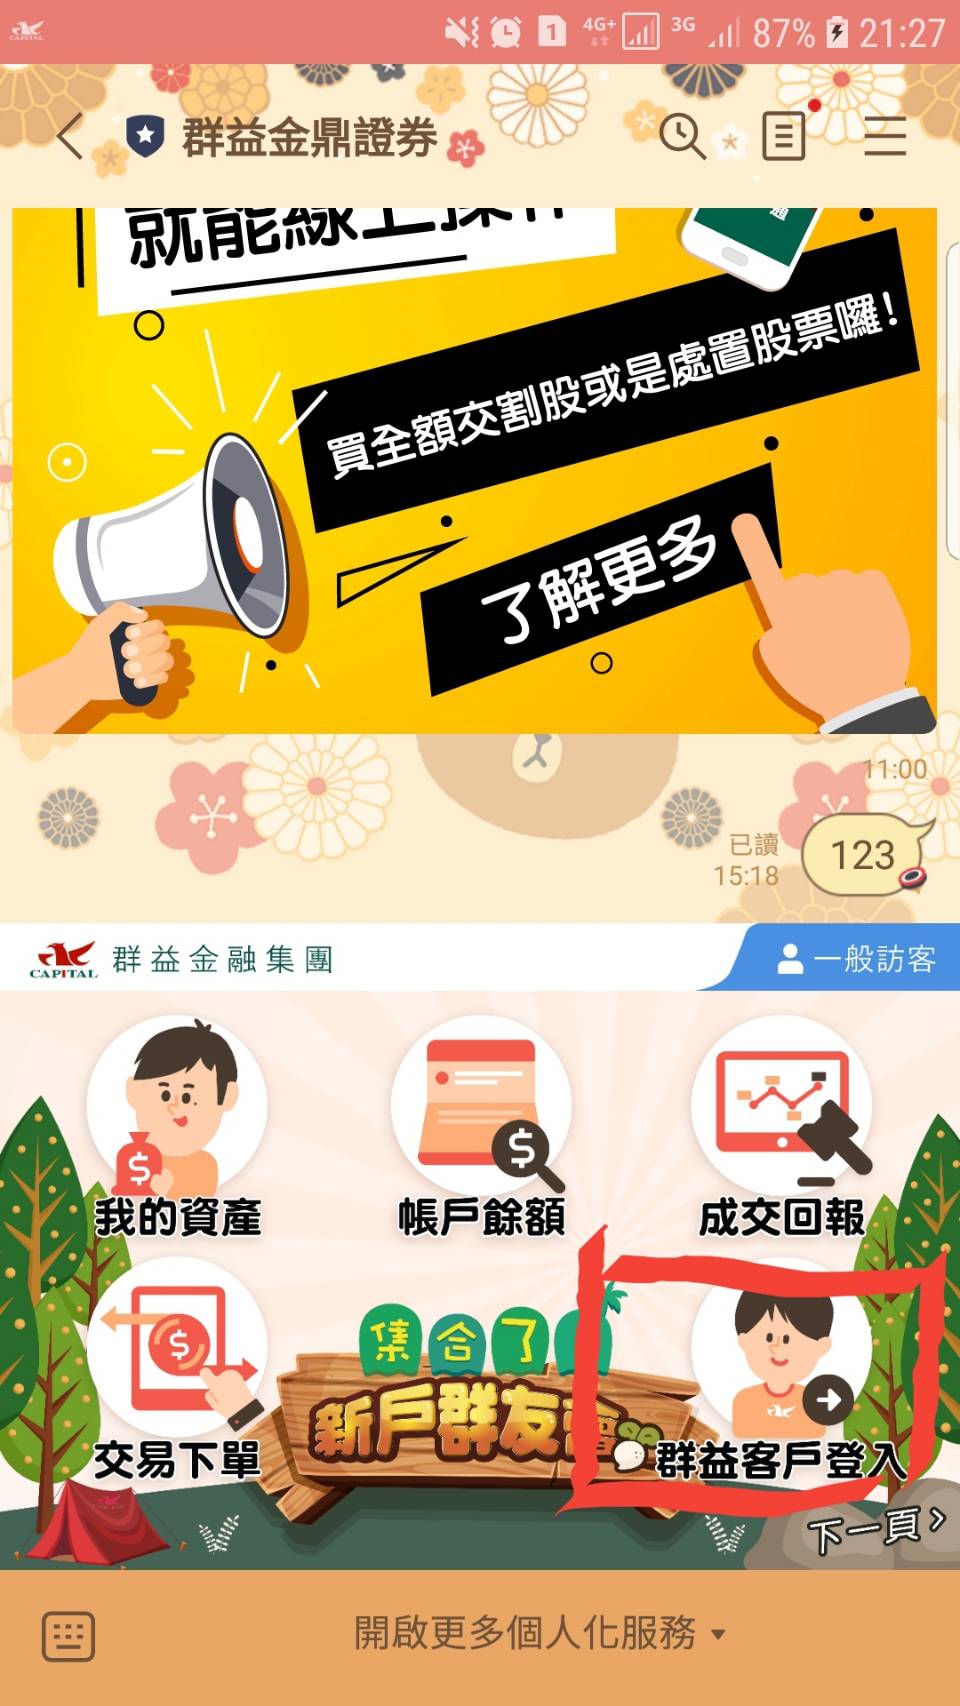 CAPITAL
1 4G+ 3G 87% 21:27
群益金鼎證券
就能線上操作
買全額交割股或是處置股票囉!
了解更多
11:00
已讀
15:18
123
CAPITAL 群益金融集團
一般訪客
我的資產
帳戶餘額
成交回報
集合了
新戶群友會
交易下單
群益客戶登入
下一頁
開啟更多個人化服務